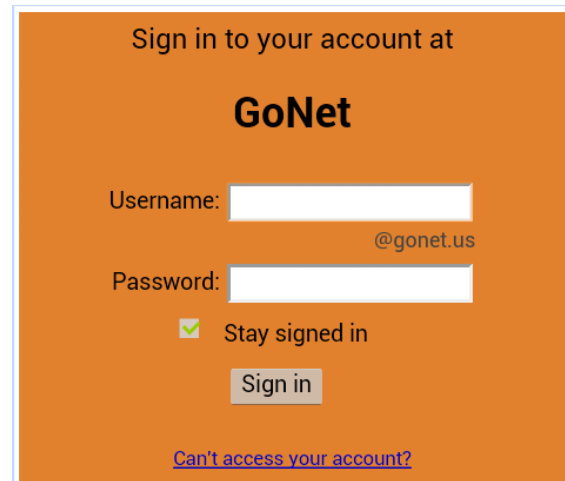 Sign in to your account at
GoNet
Username:
@gonet.us
Password:
Stay signed in
Sign in
Can't access your account?